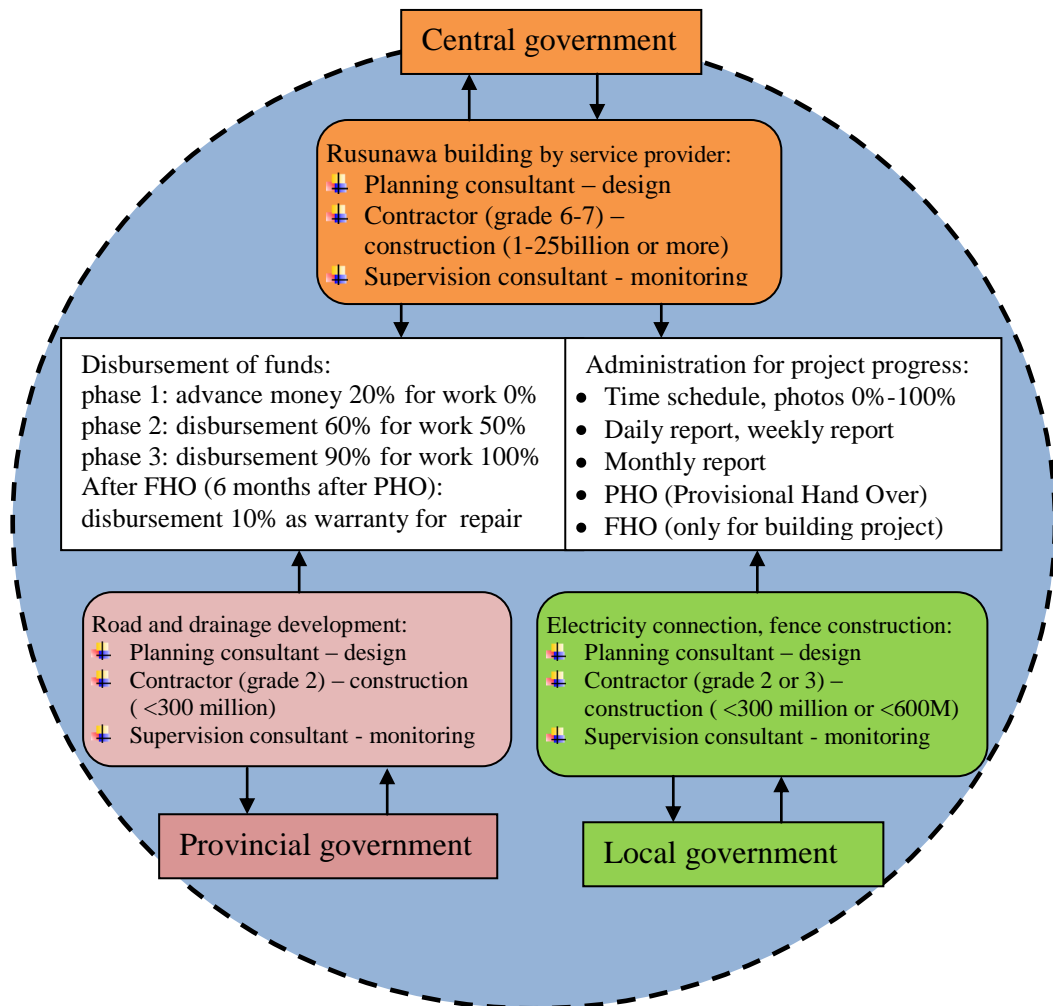 Central government
Rusunawa building by service provider:
Planning consultant – design
Contractor (grade 6-7) –
construction (1-25billion or more)
Supervision consultant - monitoring
Disbursement of funds:
phase 1: advance money 20% for work 0%
phase 2: disbursement 60% for work 50%
phase 3: disbursement 90% for work 100%
After FHO (6 months after PHO):
disbursement 10% as warranty for repair
Administration for project progress:
• Time schedule, photos 0%-100%
• Daily report, weekly report
• Monthly report
• PHO (Provisional Hand Over)
• FHO (only for building project)
Road and drainage development:
Planning consultant – design
Contractor (grade 2) – construction
( <300 million)
Supervision consultant - monitoring
Electricity connection, fence construction:
Planning consultant – design
Contractor (grade 2 or 3) –
construction ( <300 million or <600M)
Supervision consultant - monitoring
Provincial government
Local government